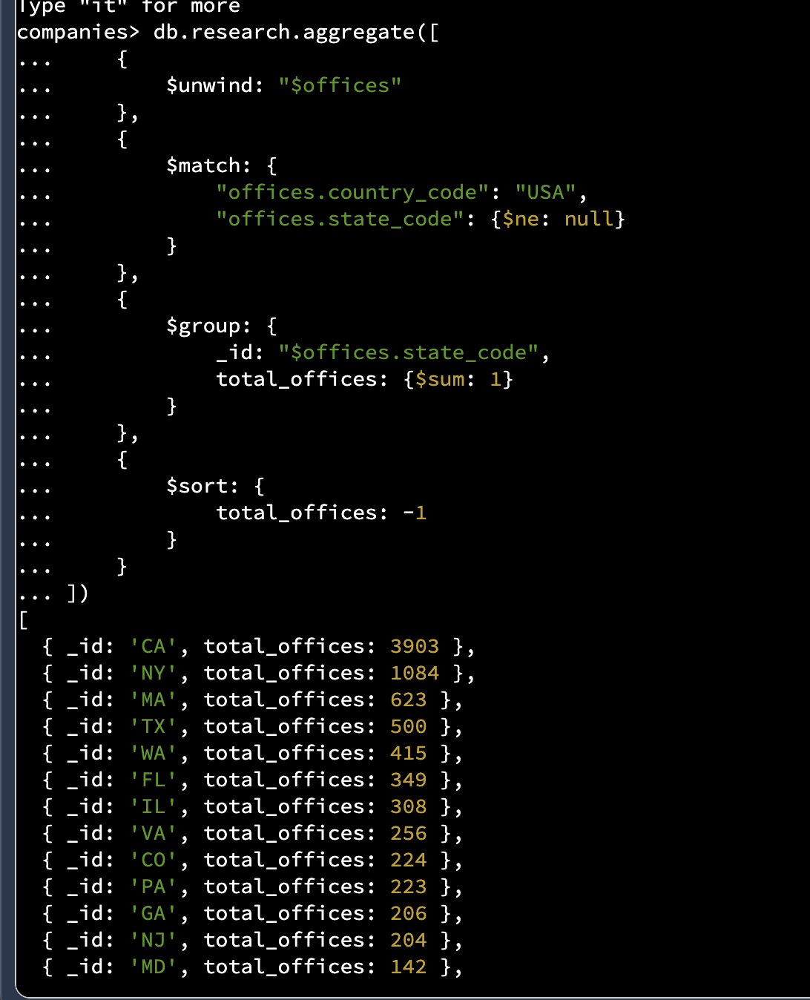 Type "it" for more
companies> db.research.aggregate([
...     {
...         $unwind: "$offices"
...     },
...     {
...         $match: {
...             "offices.country_code": "USA",
...             "offices.state_code": {$ne: null}
...         }
...     },
...     {
...         $group: {
...             _id: "$offices.state_code",
...             total_offices: {$sum: 1}
...         }
...     },
...     {
...         $sort: {
...             total_offices: -1
...         }
...     }
... ])
[
  { _id: 'CA', total_offices: 3903 },
  { _id: 'NY', total_offices: 1084 },
  { _id: 'MA', total_offices: 623 },
  { _id: 'TX', total_offices: 500 },
  { _id: 'WA', total_offices: 415 },
  { _id: 'FL', total_offices: 349 },
  { _id: 'IL', total_offices: 308 },
  { _id: 'VA', total_offices: 256 },
  { _id: 'CO', total_offices: 224 },
  { _id: 'PA', total_offices: 223 },
  { _id: 'GA', total_offices: 206 },
  { _id: 'NJ', total_offices: 204 },
  { _id: 'MD', total_offices: 142 },